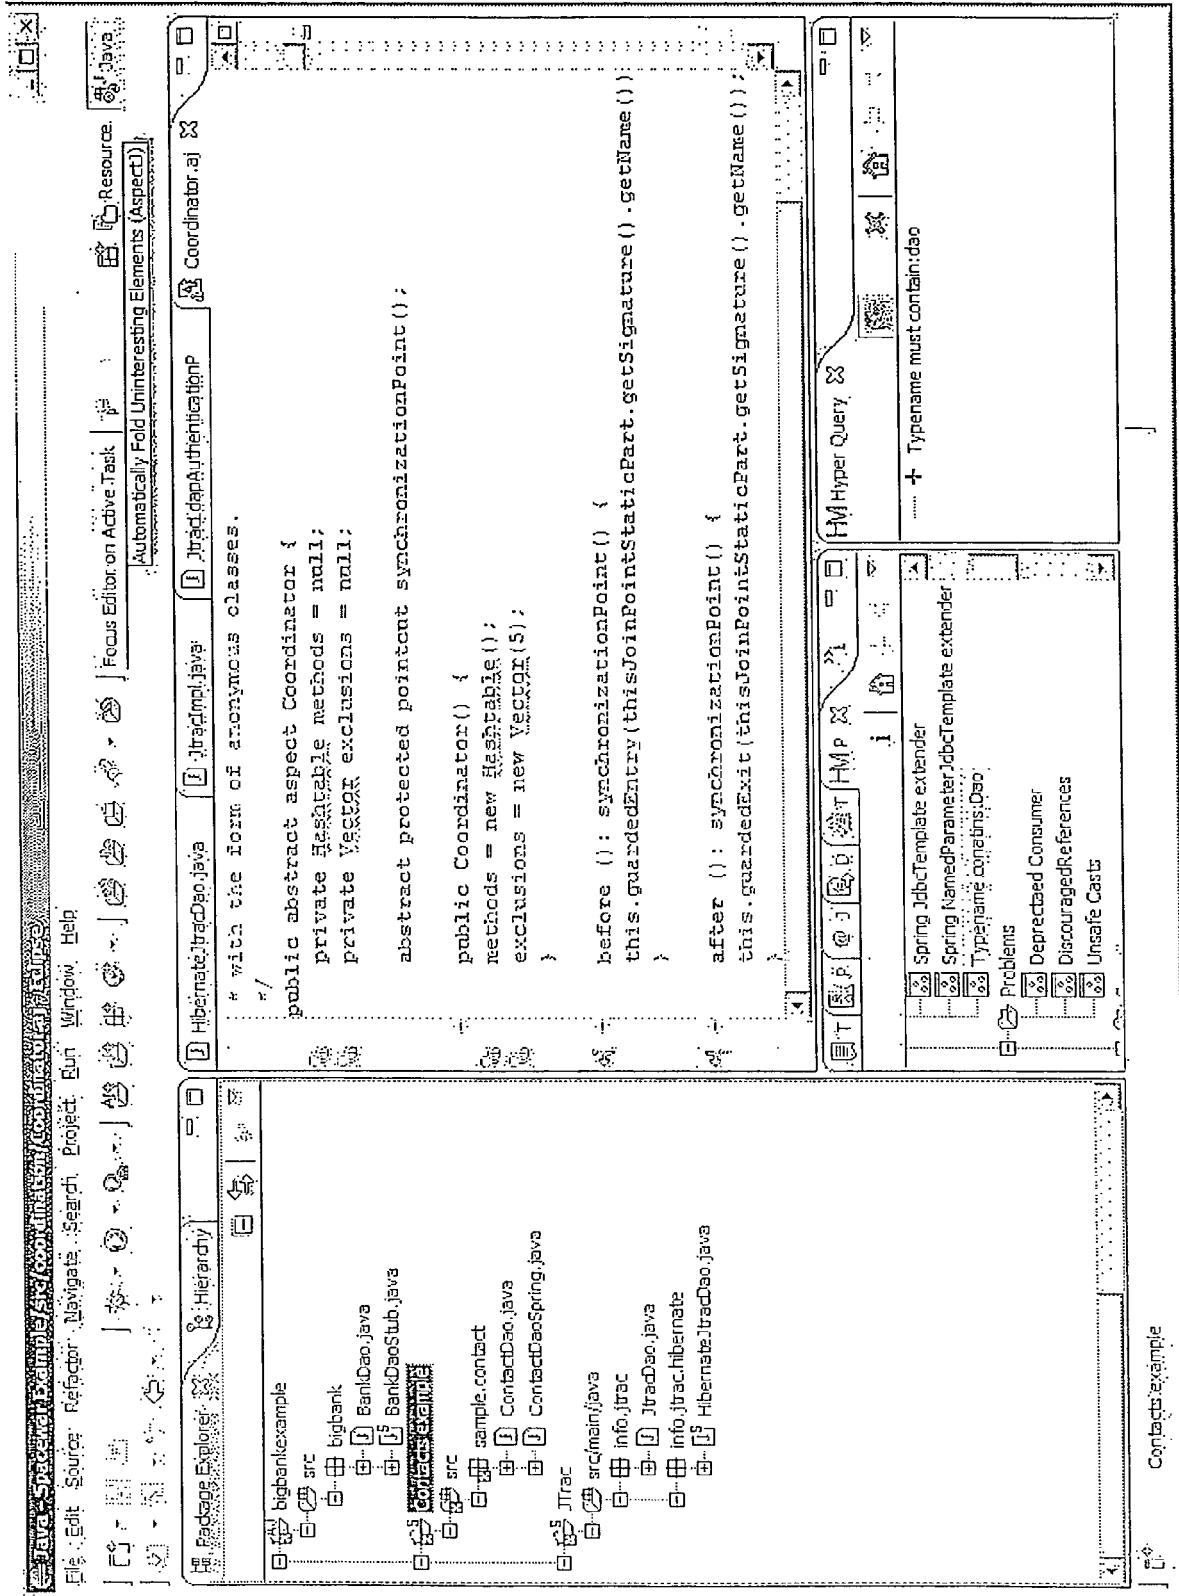 Java - Spacewar Example/src/coordination/Coordinator.aj - Eclipse
File Edit Source Refactor Navigate Search Project Run Window Help
Focus Editor on Active Task
Resource
Java
Automatically Fold Uninteresting Elements (AspectJ)
Package Explorer
Hierarchy
bigbankexample
src
bigbank
BankDao.java
BankDaoStub.java
contacts.example
src
sample.contact
ContactDao.java
ContactDaoSpring.java
JTrac
src/main/java
info.jtrac
JtracDao.java
info.jtrac.hibernate
HibernateJtracDao.java
HibernateJtracDao.java
JtracImpl.java
JtracLdapAuthenticationP
Coordinator.aj
* with the form of anonymous classes.
*/
public abstract aspect Coordinator {
private Hashtable methods = null;
private Vector exclusions = null;
abstract protected pointcut synchronizationPoint();
public Coordinator() {
methods = new Hashtable();
exclusions = new Vector(5);
}
before (): synchronizationPoint() {
this.guardedEntry(thisJoinPointStaticPart.getSignature().getName())
}
after (): synchronizationPoint() {
this.guardedExit(thisJoinPointStaticPart.getSignature().getName());
}
T
P
@ J
D
T
HM P
1
Spring JdbcTemplate extender
Spring NamedParameterJdbcTemplate extender
Typename conatins:Dao
Problems
Deprectaed Consumer
DiscouragedReferences
Unsafe Casts
HM Hyper Query
Typename must contain:dao
Contacts.example